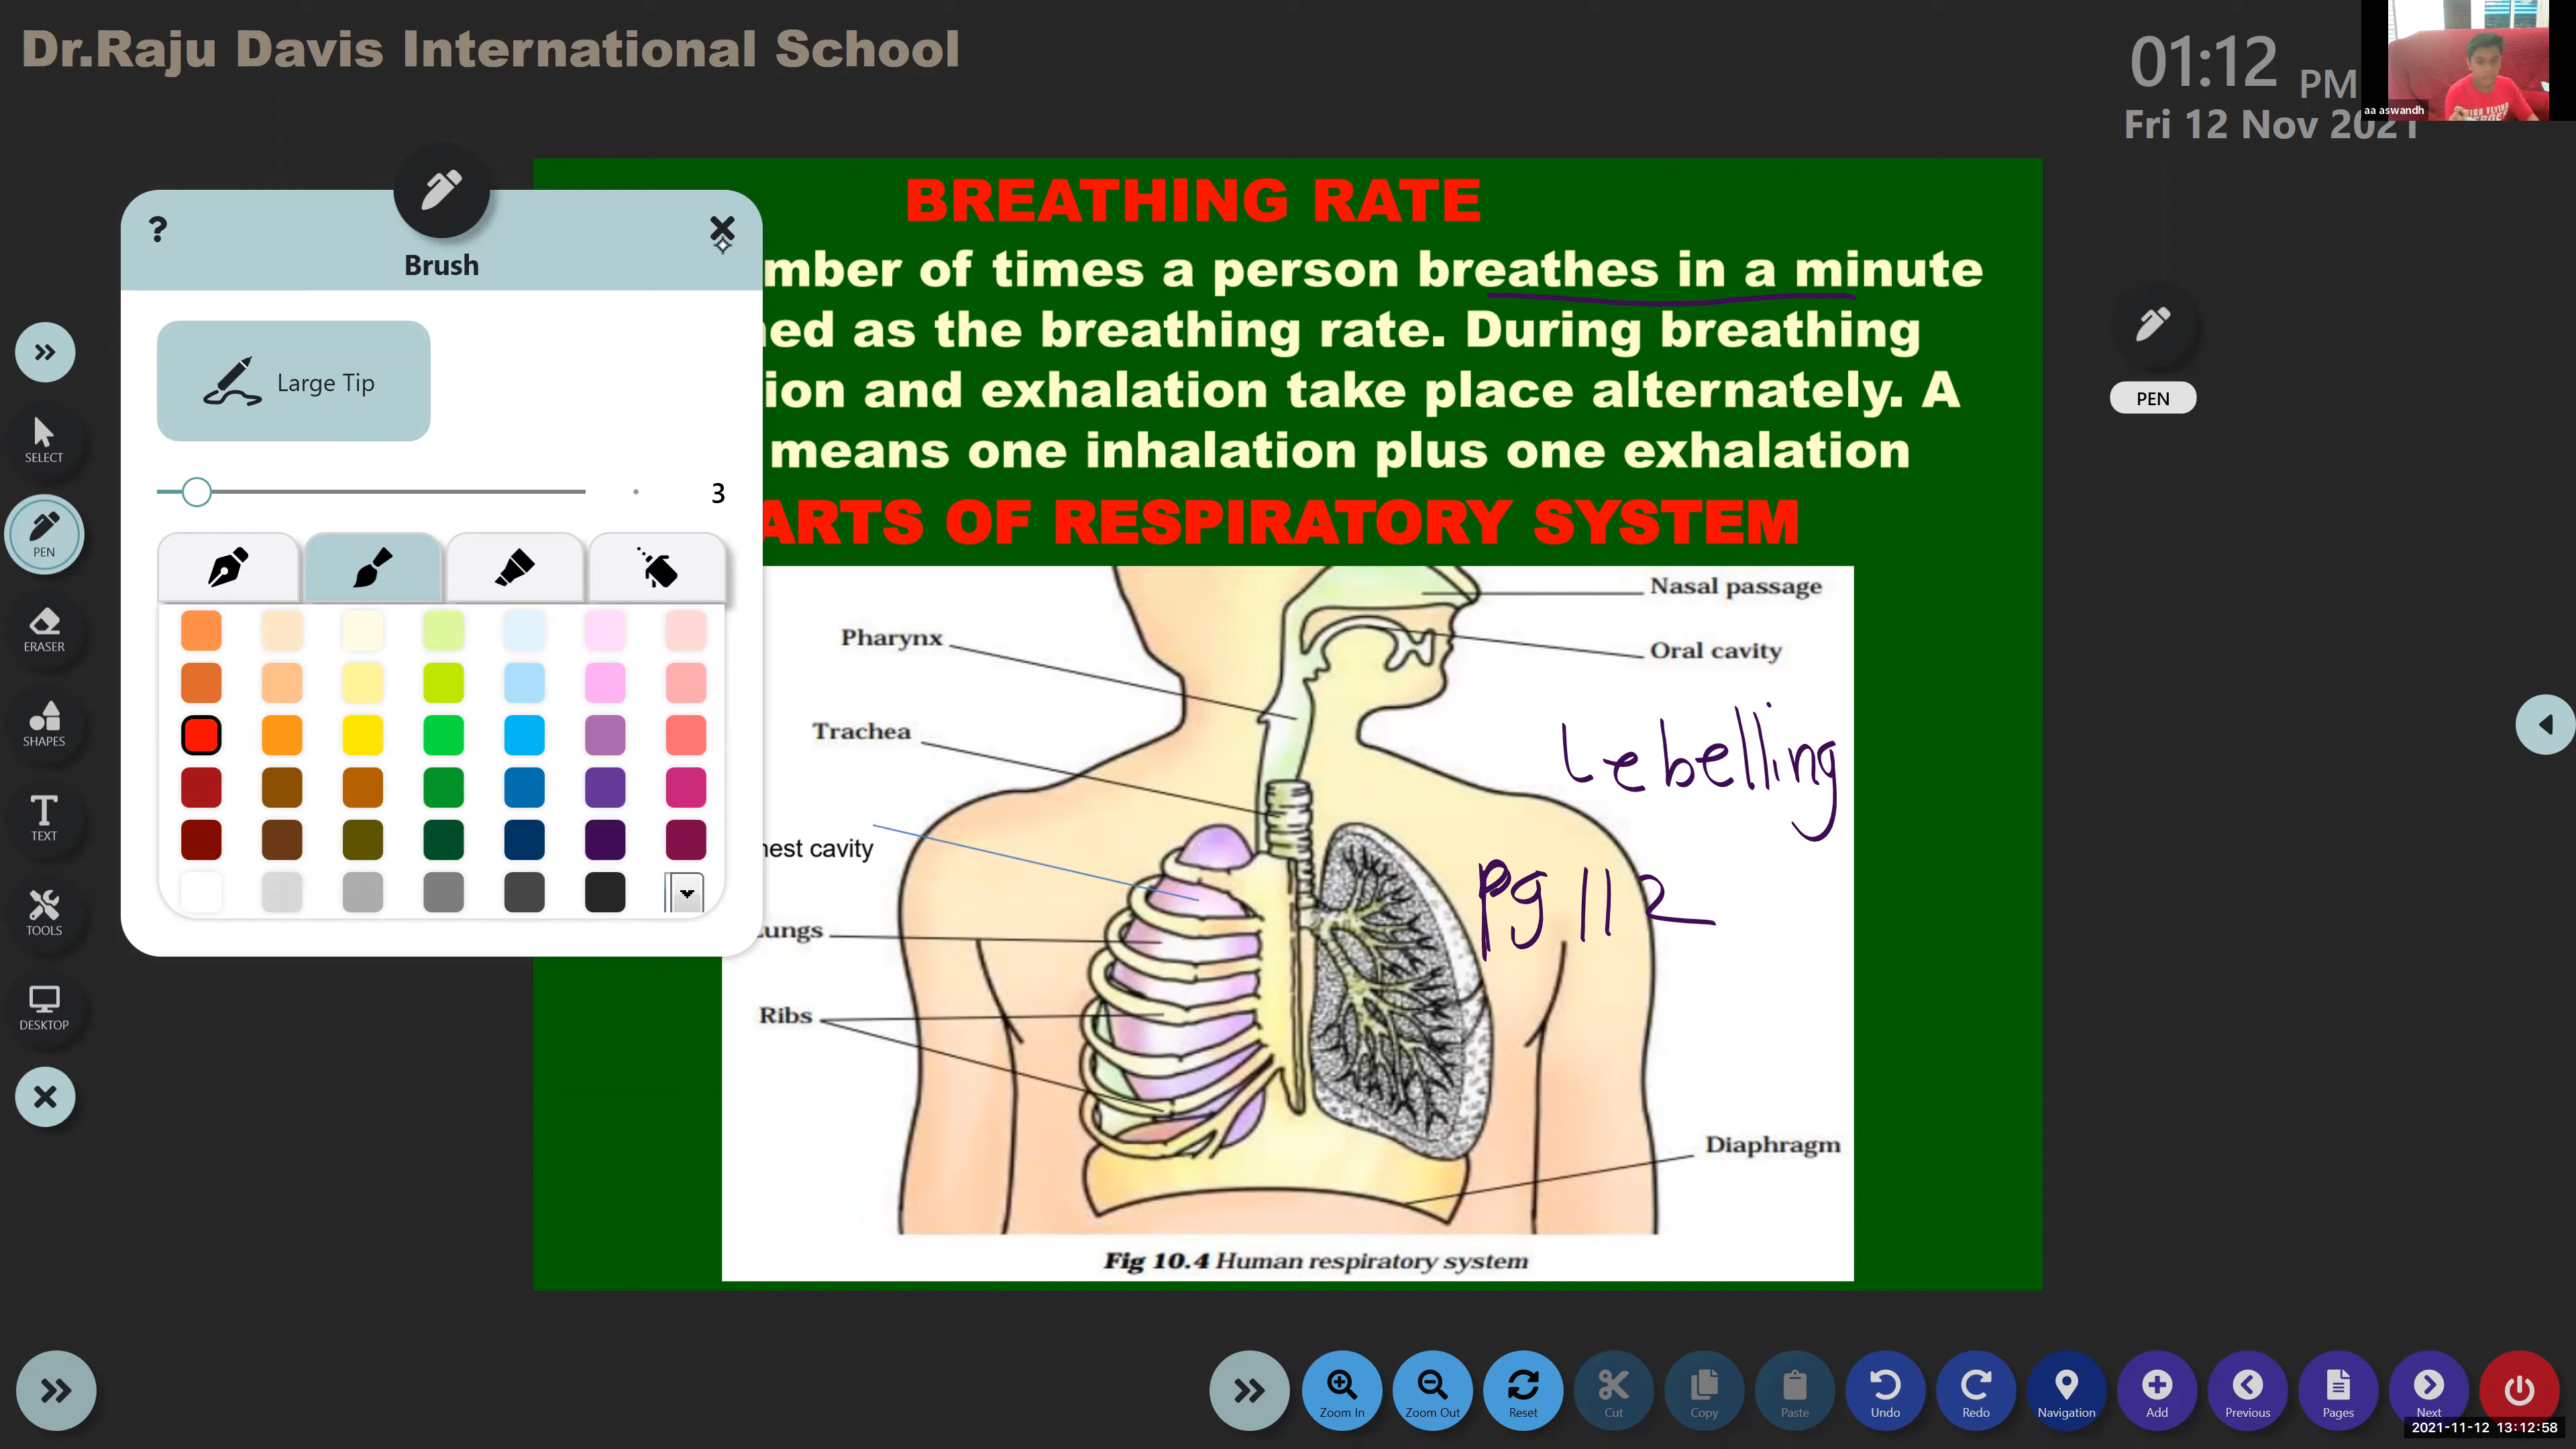 Dr.Raju Davis International School
01:12 PM
Fri 12 Nov 2021
aa aswandh
?
Brush
Large Tip
3
BREATHING RATE
mber of times a person breathes in a minute
ed as the breathing rate. During breathing
ion and exhalation take place alternately. A
means one inhalation plus one exhalation
ARTS OF RESPIRATORY SYSTEM
Nasal passage
Pharynx
Oral cavity
Trachea
Lebelling
hest cavity
pg 112
ungs
Ribs
Diaphragm
Fig 10.4 Human respiratory system
PEN
SELECT
PEN
ERASER
SHAPES
TEXT
TOOLS
DESKTOP
Zoom In
Zoom Out
Reset
Cut
Copy
Paste
Undo
Redo
Navigation
Add
Previous
Pages
Next
2021-11-12 13:12:58